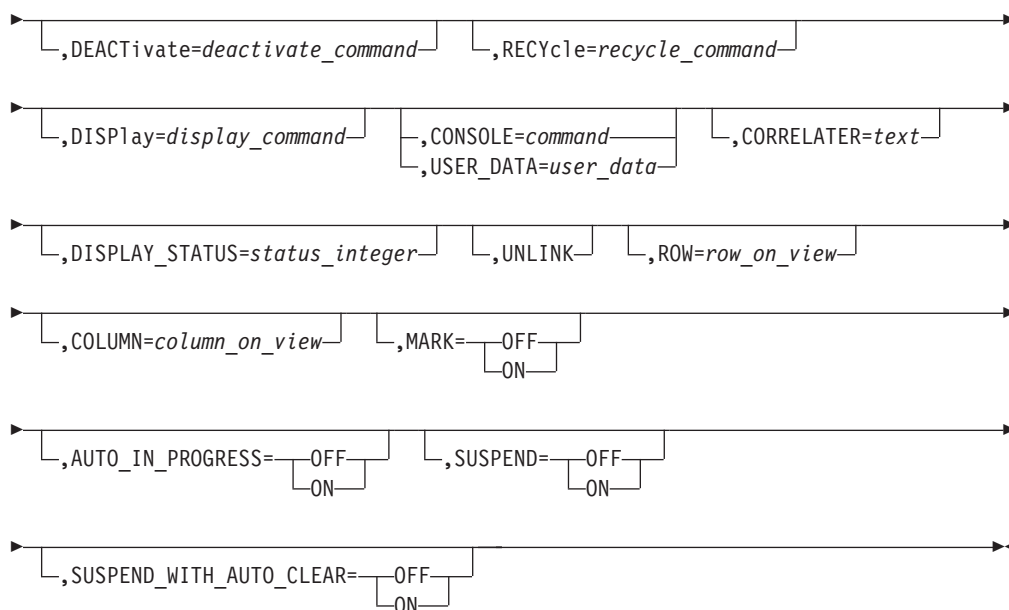 ,DEACTivate=deactivate_command ,RECYcle=recycle_command
,DISPlay=display_command ,CONSOLE=command ,CORRELATER=text
,USER_DATA=user_data
,DISPLAY_STATUS=status_integer ,UNLINK ,ROW=row_on_view
,COLUMN=column_on_view ,MARK= OFF
ON
,AUTO_IN_PROGRESS= OFF ,SUSPEND= OFF
ON ON
,SUSPEND_WITH_AUTO_CLEAR= OFF
ON